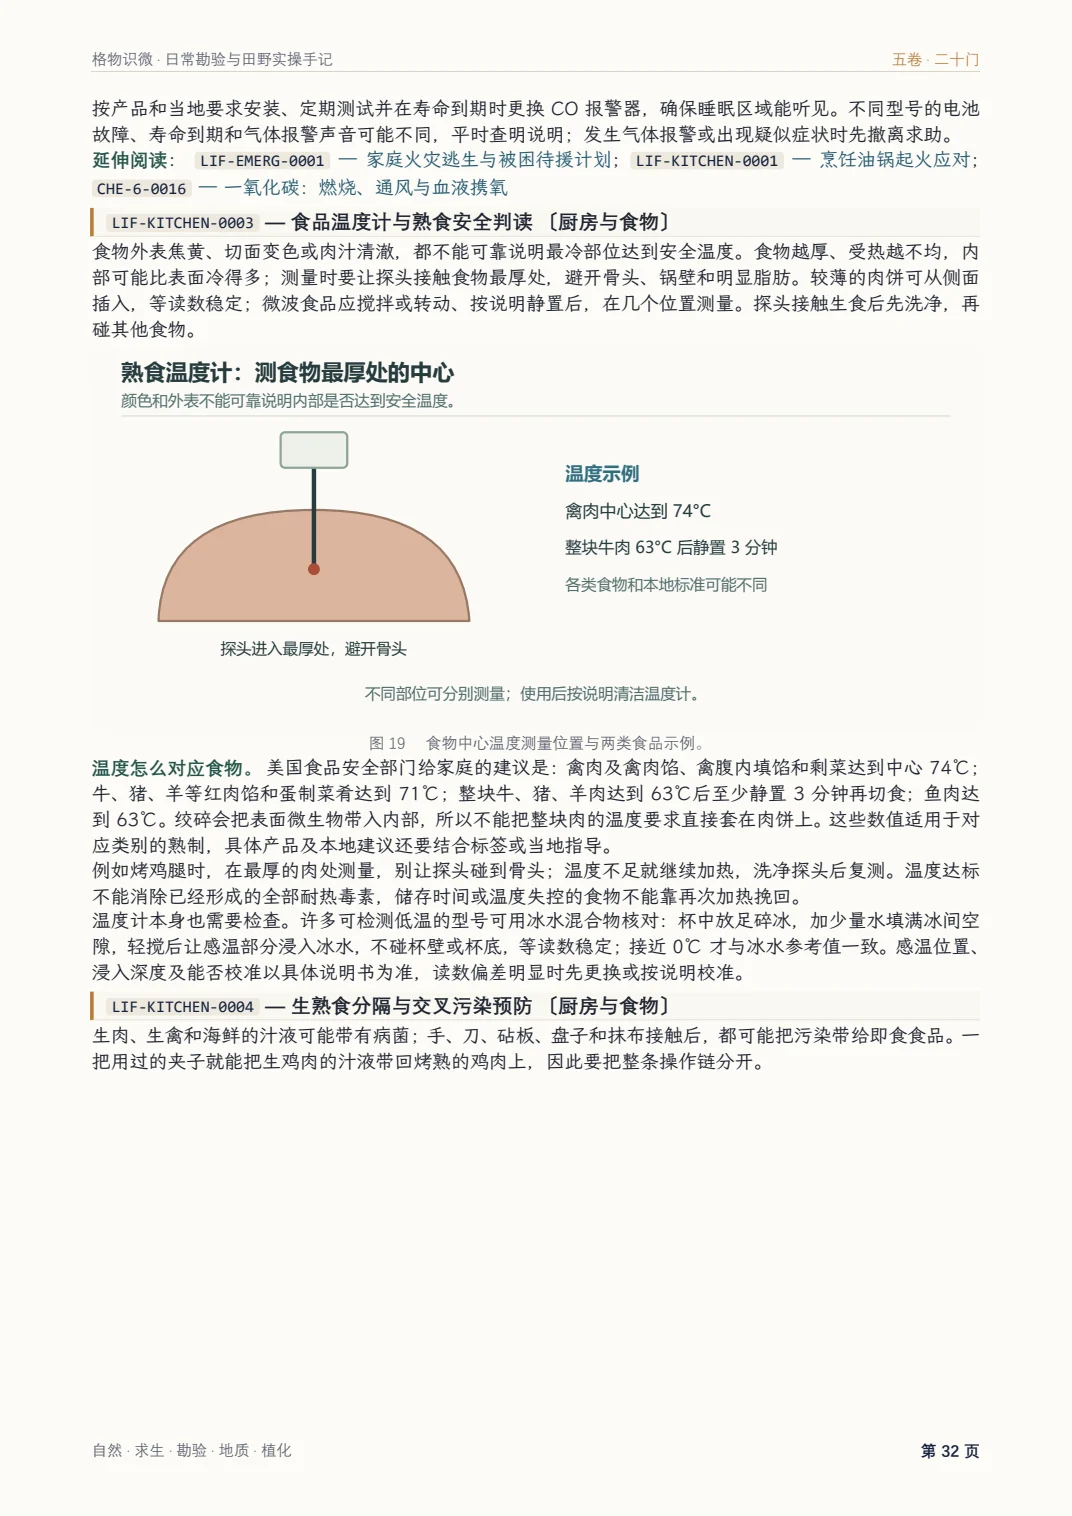 格物识微 · 日常勘验与田野实操手记
五卷 · 二十门
按产品和当地要求安装、定期测试并在寿命到期时更换 CO 报警器，确保睡眠区域能听见。不同型号的电池
故障、寿命到期和气体报警声音可能不同，平时查明说明；发生气体报警或出现疑似症状时先撤离求助。
延伸阅读： LIF-EMERG-0001 — 家庭火灾逃生与被困待援计划；LIF-KITCHEN-0001 — 烹饪油锅起火应对；
CHE-6-0016 — 一氧化碳：燃烧、通风与血液携氧
LIF-KITCHEN-0003 — 食品温度计与熟食安全判读 〔厨房与食物〕
食物外表焦黄、切面变色或肉汁清澈，都不能可靠说明最冷部位达到安全温度。食物越厚、受热越不均，内
部可能比表面冷得多；测量时要让探头接触食物最厚处，避开骨头、锅壁和明显脂肪。较薄的肉饼可从侧面
插入，等读数稳定；微波食品应搅拌或转动、按说明静置后，在几个位置测量。探头接触生食后先洗净，再
碰其他食物。
熟食温度计：测食物最厚处的中心
颜色和外表不能可靠说明内部是否达到安全温度。
温度示例
禽肉中心达到 74°C
整块牛肉 63°C 后静置 3 分钟
各类食物和本地标准可能不同
探头进入最厚处，避开骨头
不同部位可分别测量；使用后按说明清洁温度计。
图 19 食物中心温度测量位置与两类食品示例。
温度怎么对应食物。美国食品安全部门给家庭的建议是：禽肉及禽肉馅、禽腹内填馅和剩菜达到中心 74℃；
牛、猪、羊等红肉馅和蛋制菜肴达到 71℃；整块牛、猪、羊肉达到 63℃后至少静置 3 分钟再切食；鱼肉达
到 63℃。绞碎会把表面微生物带入内部，所以不能把整块肉的温度要求直接套在肉饼上。这些数值适用于对
应类别的熟制，具体产品及本地建议还要结合标签或当地指导。
例如烤鸡腿时，在最厚的肉处测量，别让探头碰到骨头；温度不足就继续加热，洗净探头后复测。温度达标
不能消除已经形成的全部耐热毒素，储存时间或温度失控的食物不能靠再次加热挽回。
温度计本身也需要检查。许多可检测低温的型号可用冰水混合物核对：杯中放足碎冰，加少量水填满冰间空
隙，轻搅后让感温部分浸入冰水，不碰杯壁或杯底，等读数稳定；接近 0℃ 才与冰水参考值一致。感温位置、
浸入深度及能否校准以具体说明书为准，读数偏差明显时先更换或按说明校准。
LIF-KITCHEN-0004 — 生熟食分隔与交叉污染预防 〔厨房与食物〕
生肉、生禽和海鲜的汁液可能带有病菌；手、刀、砧板、盘子和抹布接触后，都可能把污染带给即食食品。一
把用过的夹子就能把生鸡肉的汁液带回烤熟的鸡肉上，因此要把整条操作链分开。
自然 · 求生 · 勘验 · 地质 · 植化
第 32 页